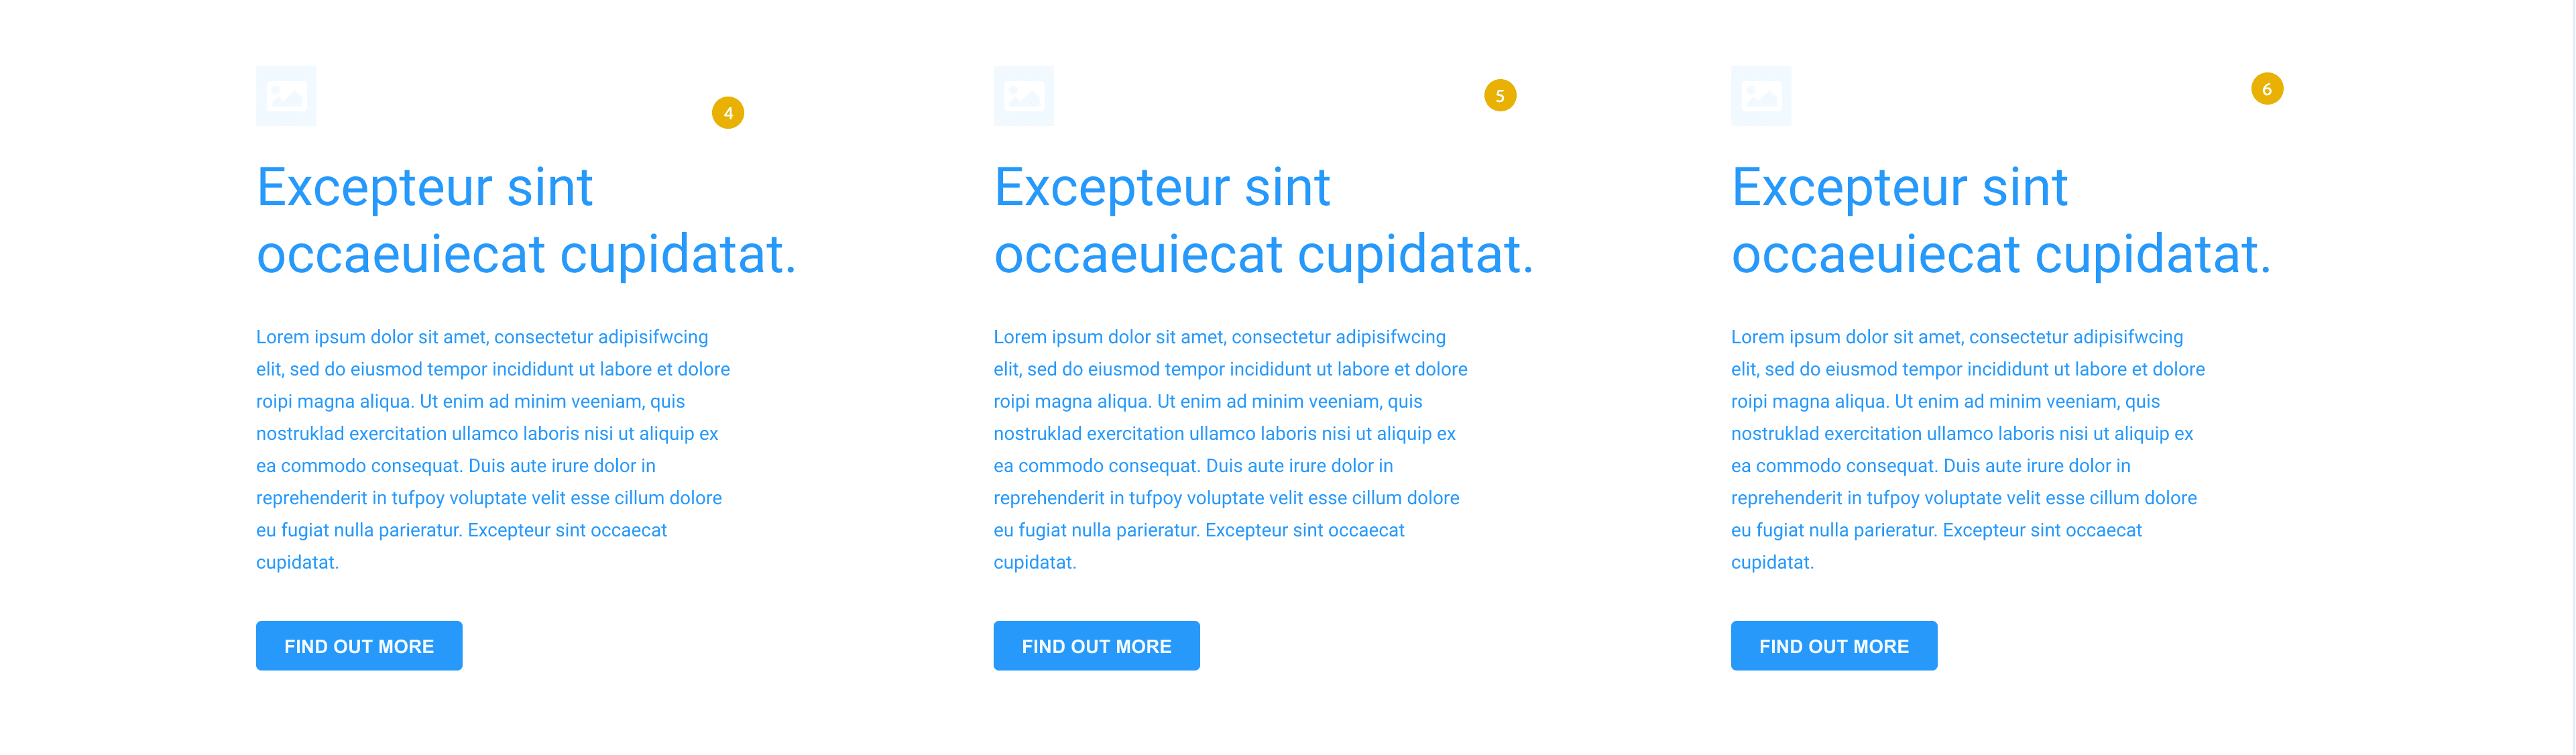 4
Excepteur sint
occaeuiecat cupidatat.
Lorem ipsum dolor sit amet, consectetur adipisifwcing
elit, sed do eiusmod tempor incididunt ut labore et dolore
roipi magna aliqua. Ut enim ad minim veeniam, quis
nostruklad exercitation ullamco laboris nisi ut aliquip ex
ea commodo consequat. Duis aute irure dolor in
reprehenderit in tufpoy voluptate velit esse cillum dolore
eu fugiat nulla parieratur. Excepteur sint occaecat
cupidatat.
FIND OUT MORE
5
Excepteur sint
occaeuiecat cupidatat.
Lorem ipsum dolor sit amet, consectetur adipisifwcing
elit, sed do eiusmod tempor incididunt ut labore et dolore
roipi magna aliqua. Ut enim ad minim veeniam, quis
nostruklad exercitation ullamco laboris nisi ut aliquip ex
ea commodo consequat. Duis aute irure dolor in
reprehenderit in tufpoy voluptate velit esse cillum dolore
eu fugiat nulla parieratur. Excepteur sint occaecat
cupidatat.
FIND OUT MORE
6
Excepteur sint
occaeuiecat cupidatat.
Lorem ipsum dolor sit amet, consectetur adipisifwcing
elit, sed do eiusmod tempor incididunt ut labore et dolore
roipi magna aliqua. Ut enim ad minim veeniam, quis
nostruklad exercitation ullamco laboris nisi ut aliquip ex
ea commodo consequat. Duis aute irure dolor in
reprehenderit in tufpoy voluptate velit esse cillum dolore
eu fugiat nulla parieratur. Excepteur sint occaecat
cupidatat.
FIND OUT MORE